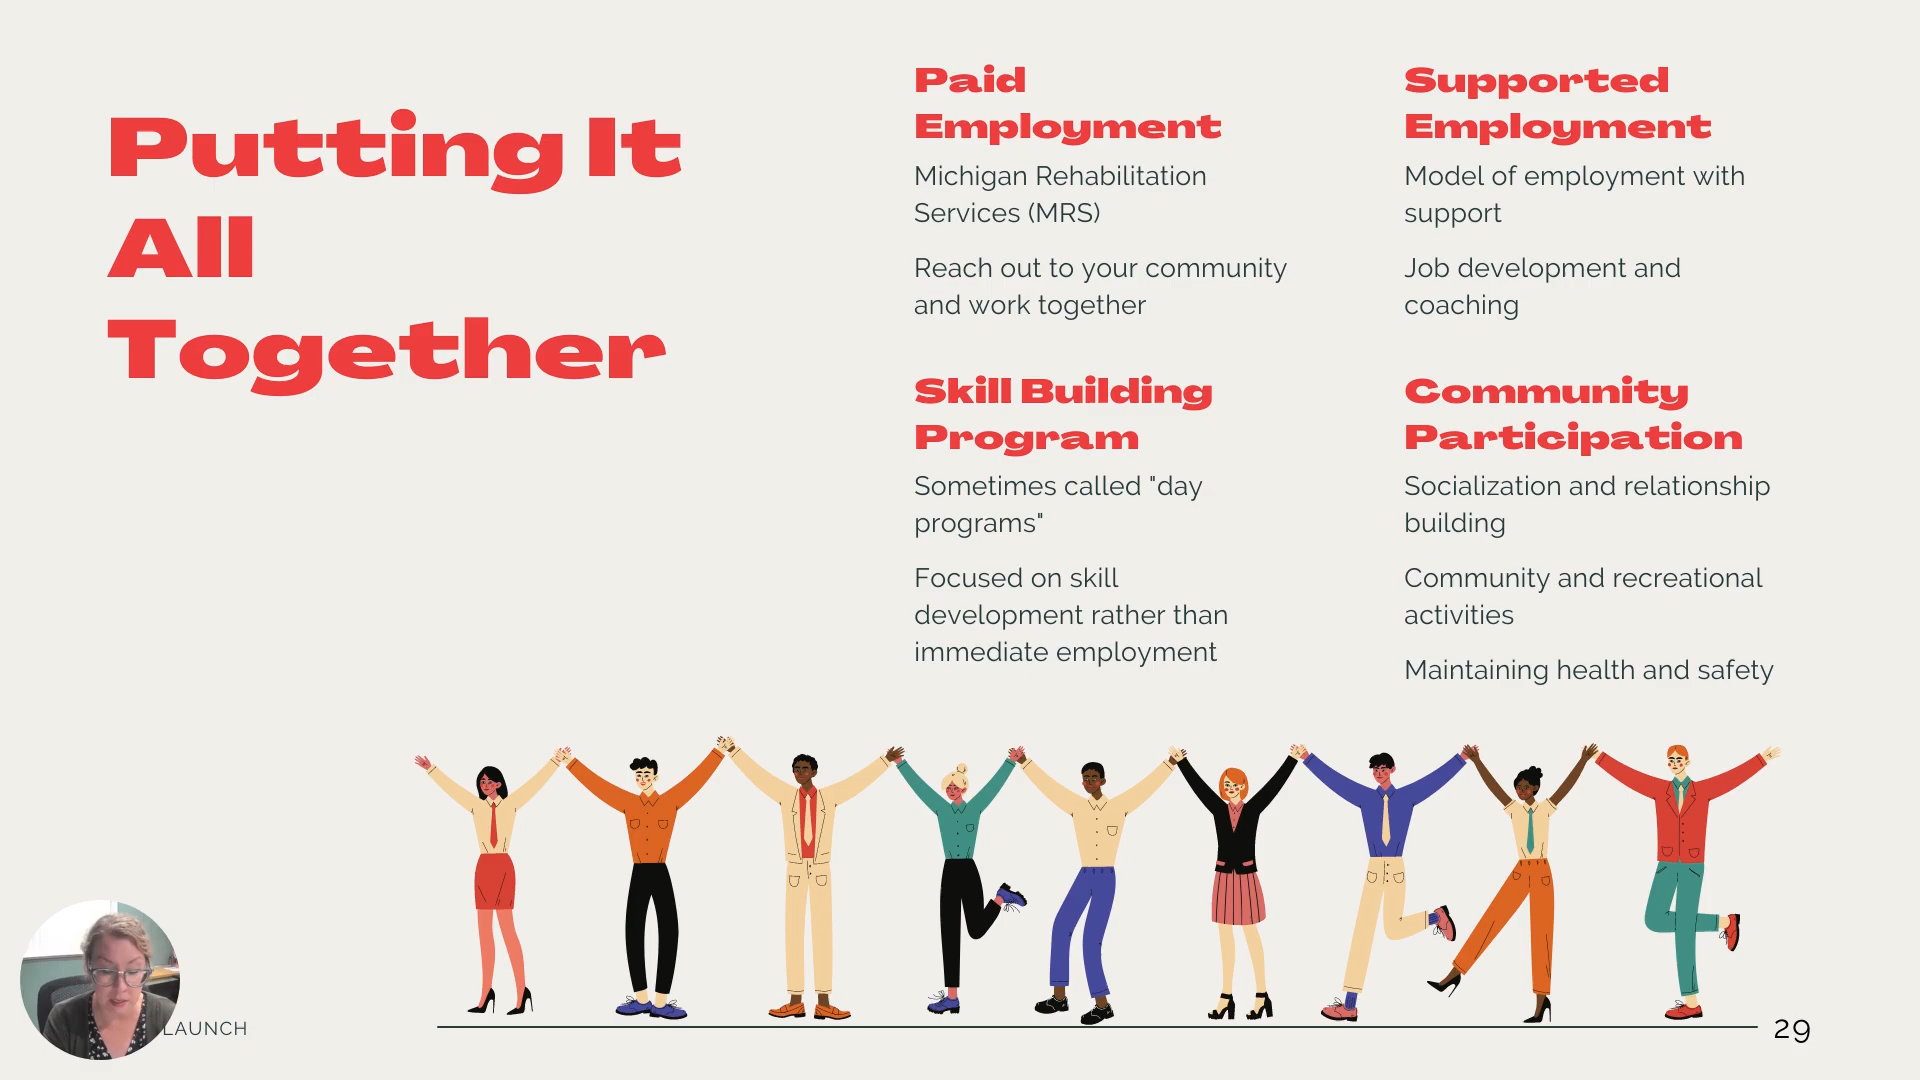 Putting It
All
Together
Paid
Employment
Michigan Rehabilitation
Services (MRS)
Reach out to your community
and work together
Supported
Employment
Model of employment with
support
Job development and
coaching
Skill Building
Program
Sometimes called "day
programs"
Focused on skill
development rather than
immediate employment
Community
Participation
Socialization and relationship
building
Community and recreational
activities
Maintaining health and safety
LAUNCH
29